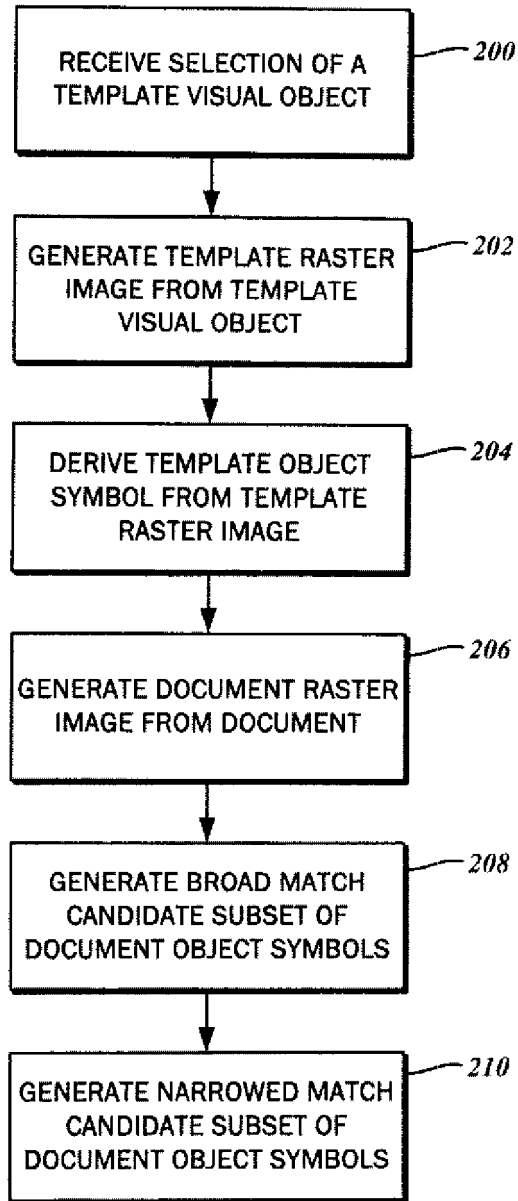 RECEIVE SELECTION OF A
TEMPLATE VISUAL OBJECT
200
GENERATE TEMPLATE RASTER
IMAGE FROM TEMPLATE
VISUAL OBJECT
202
DERIVE TEMPLATE OBJECT
SYMBOL FROM TEMPLATE
RASTER IMAGE
204
GENERATE DOCUMENT RASTER
IMAGE FROM DOCUMENT
206
GENERATE BROAD MATCH
CANDIDATE SUBSET OF
DOCUMENT OBJECT SYMBOLS
208
GENERATE NARROWED MATCH
CANDIDATE SUBSET OF
DOCUMENT OBJECT SYMBOLS
210